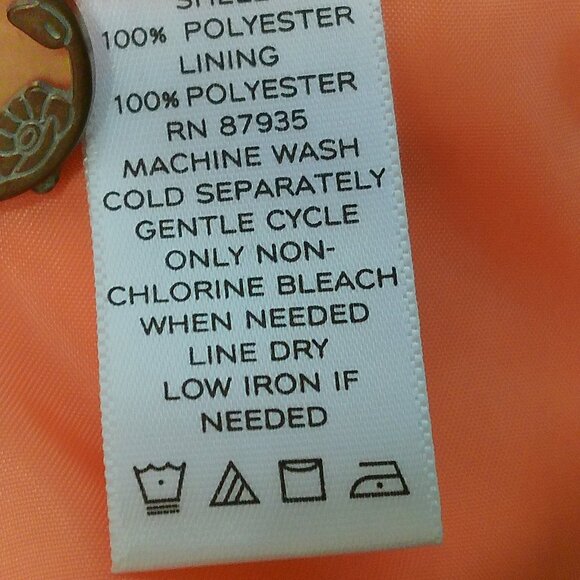 SHELL
100% POLYESTER
LINING
100% POLYESTER
RN 87935
MACHINE WASH
COLD SEPARATELY
GENTLE CYCLE
ONLY NON-
CHLORINE BLEACH
WHEN NEEDED
LINE DRY
LOW IRON IF
NEEDED